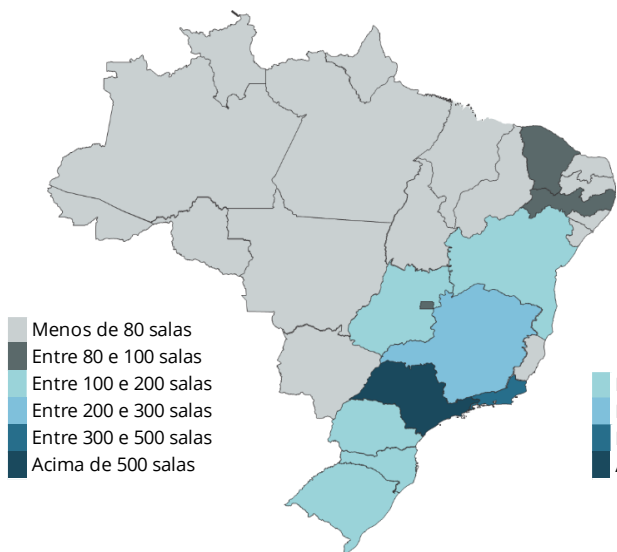 Menos de 80 salas
Entre 80 e 100 salas
Entre 100 e 200 salas
Entre 200 e 300 salas
Entre 300 e 500 salas
Acima de 500 salas